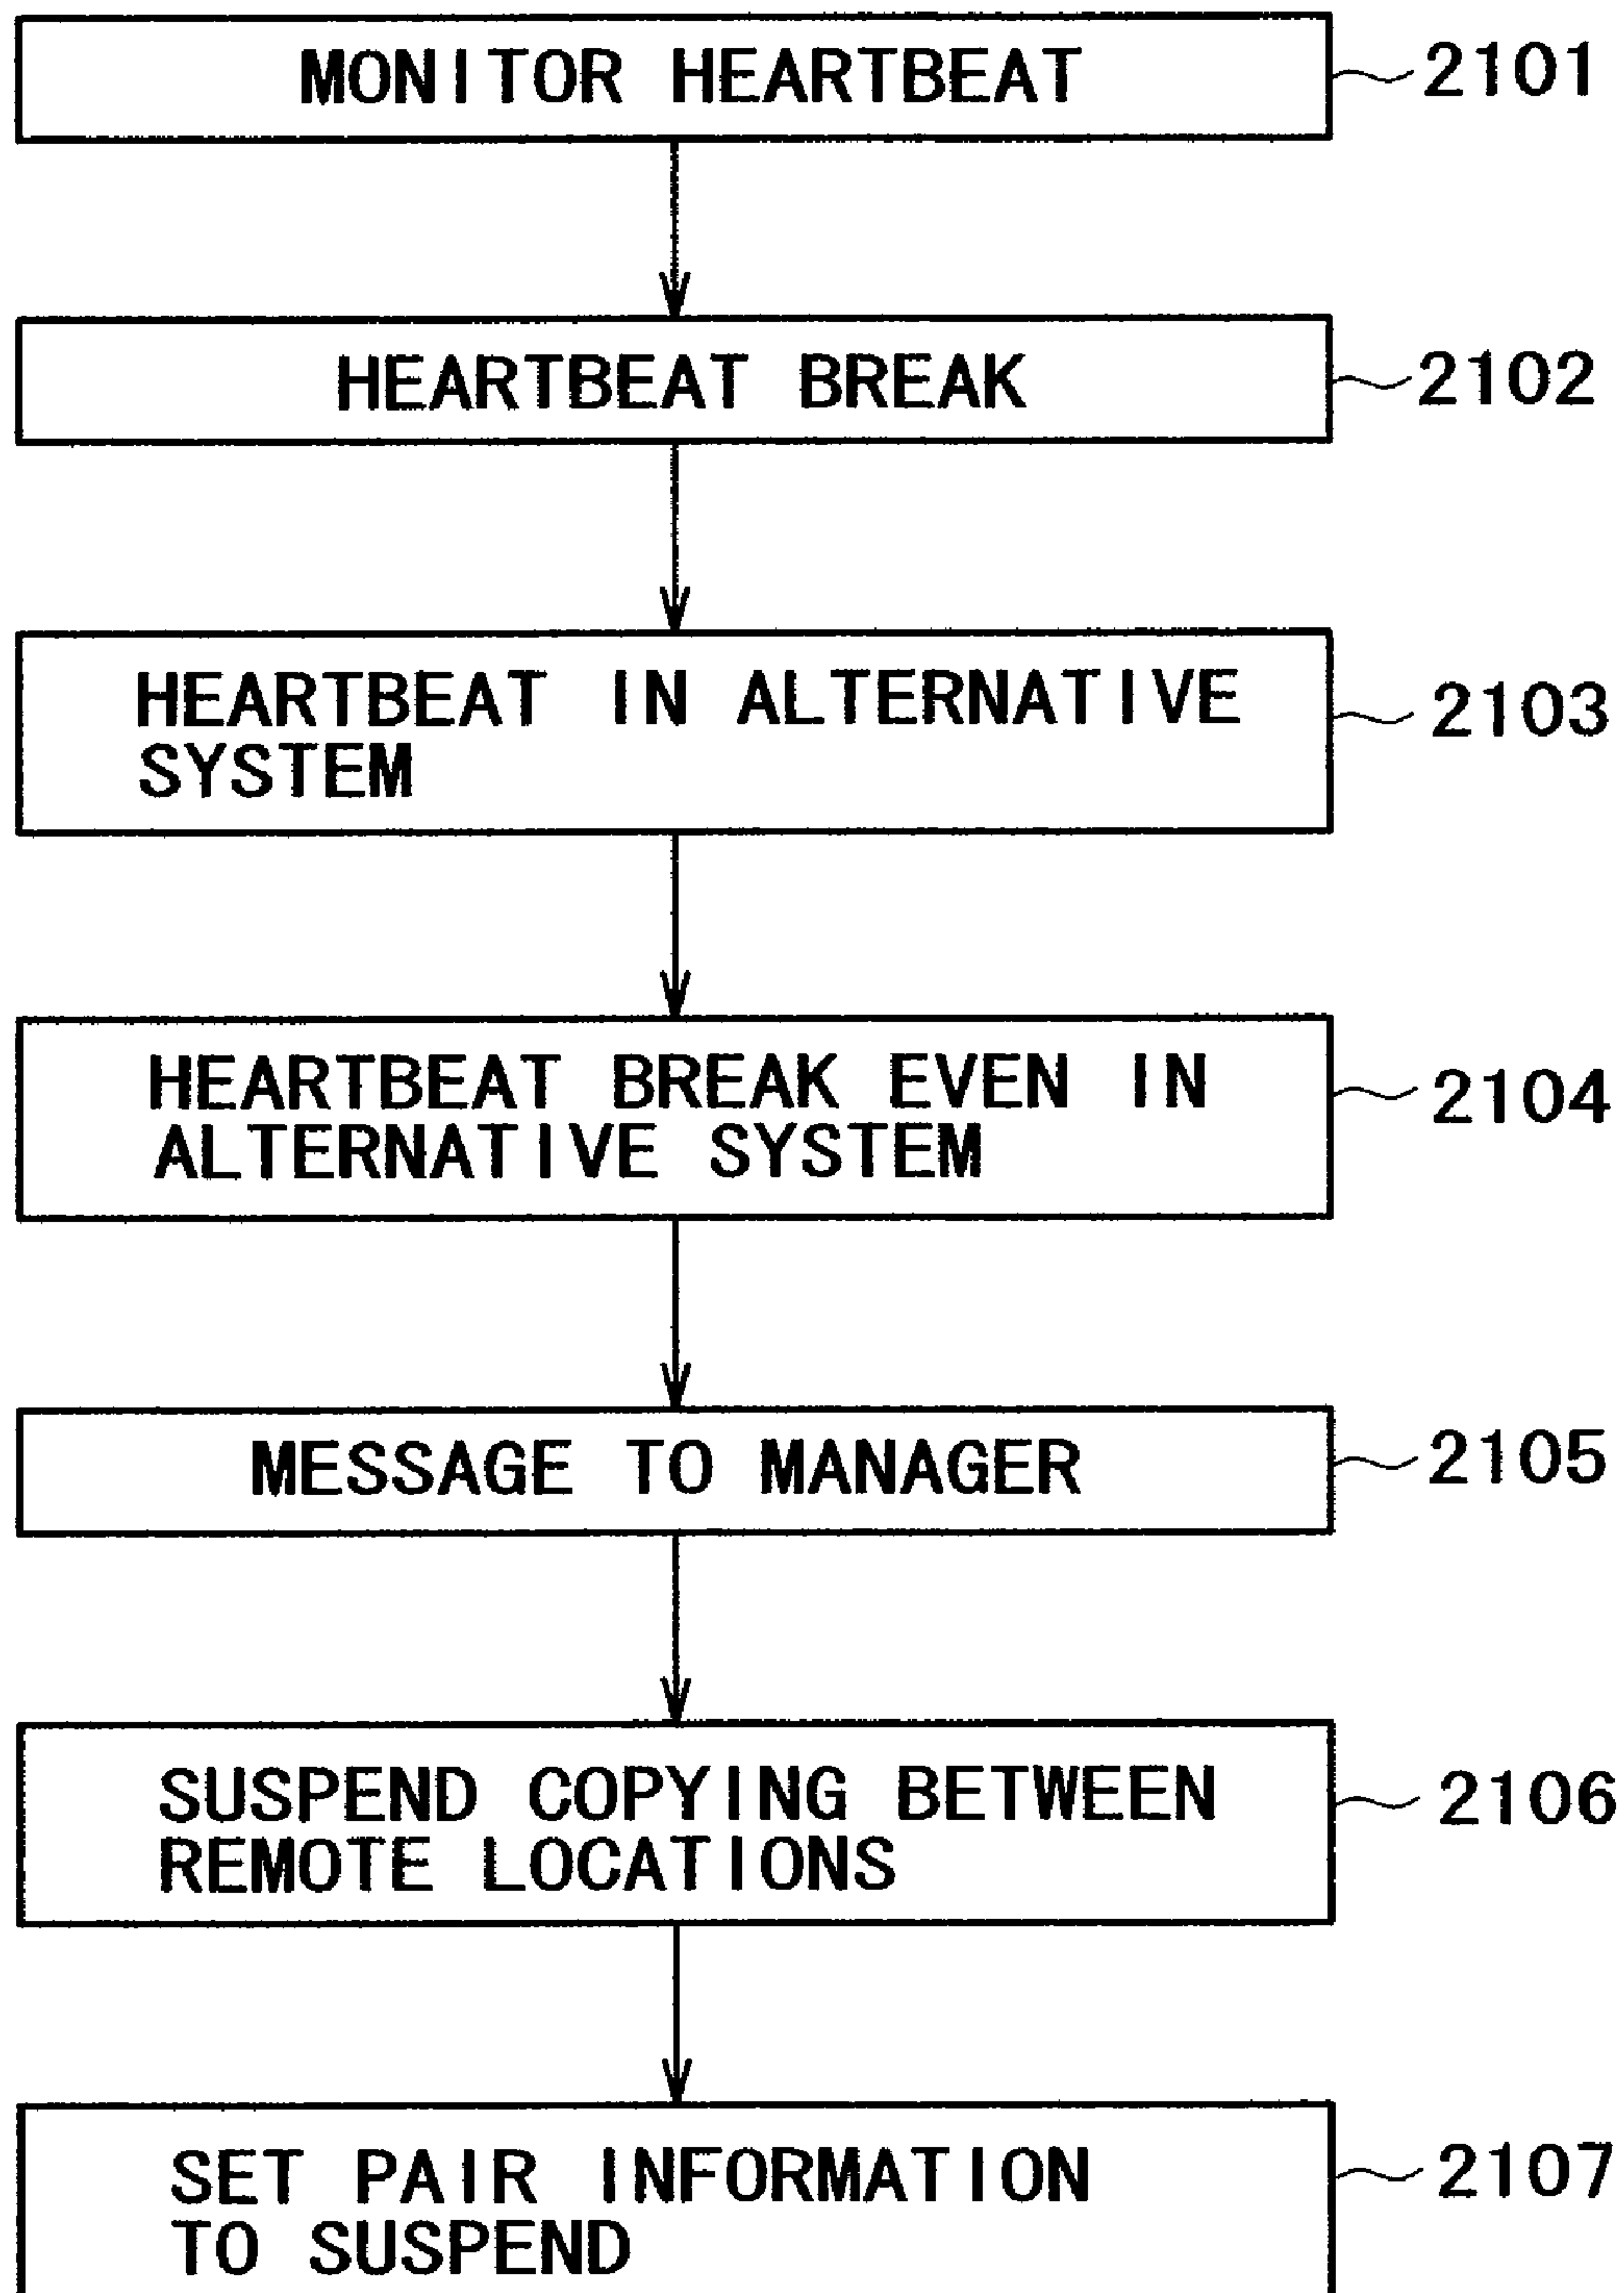 MONITOR HEARTBEAT
2101
HEARTBEAT BREAK
2102
HEARTBEAT IN ALTERNATIVE
SYSTEM
2103
HEARTBEAT BREAK EVEN IN
ALTERNATIVE SYSTEM
2104
MESSAGE TO MANAGER
2105
SUSPEND COPYING BETWEEN
REMOTE LOCATIONS
2106
SET PAIR INFORMATION
TO SUSPEND
2107